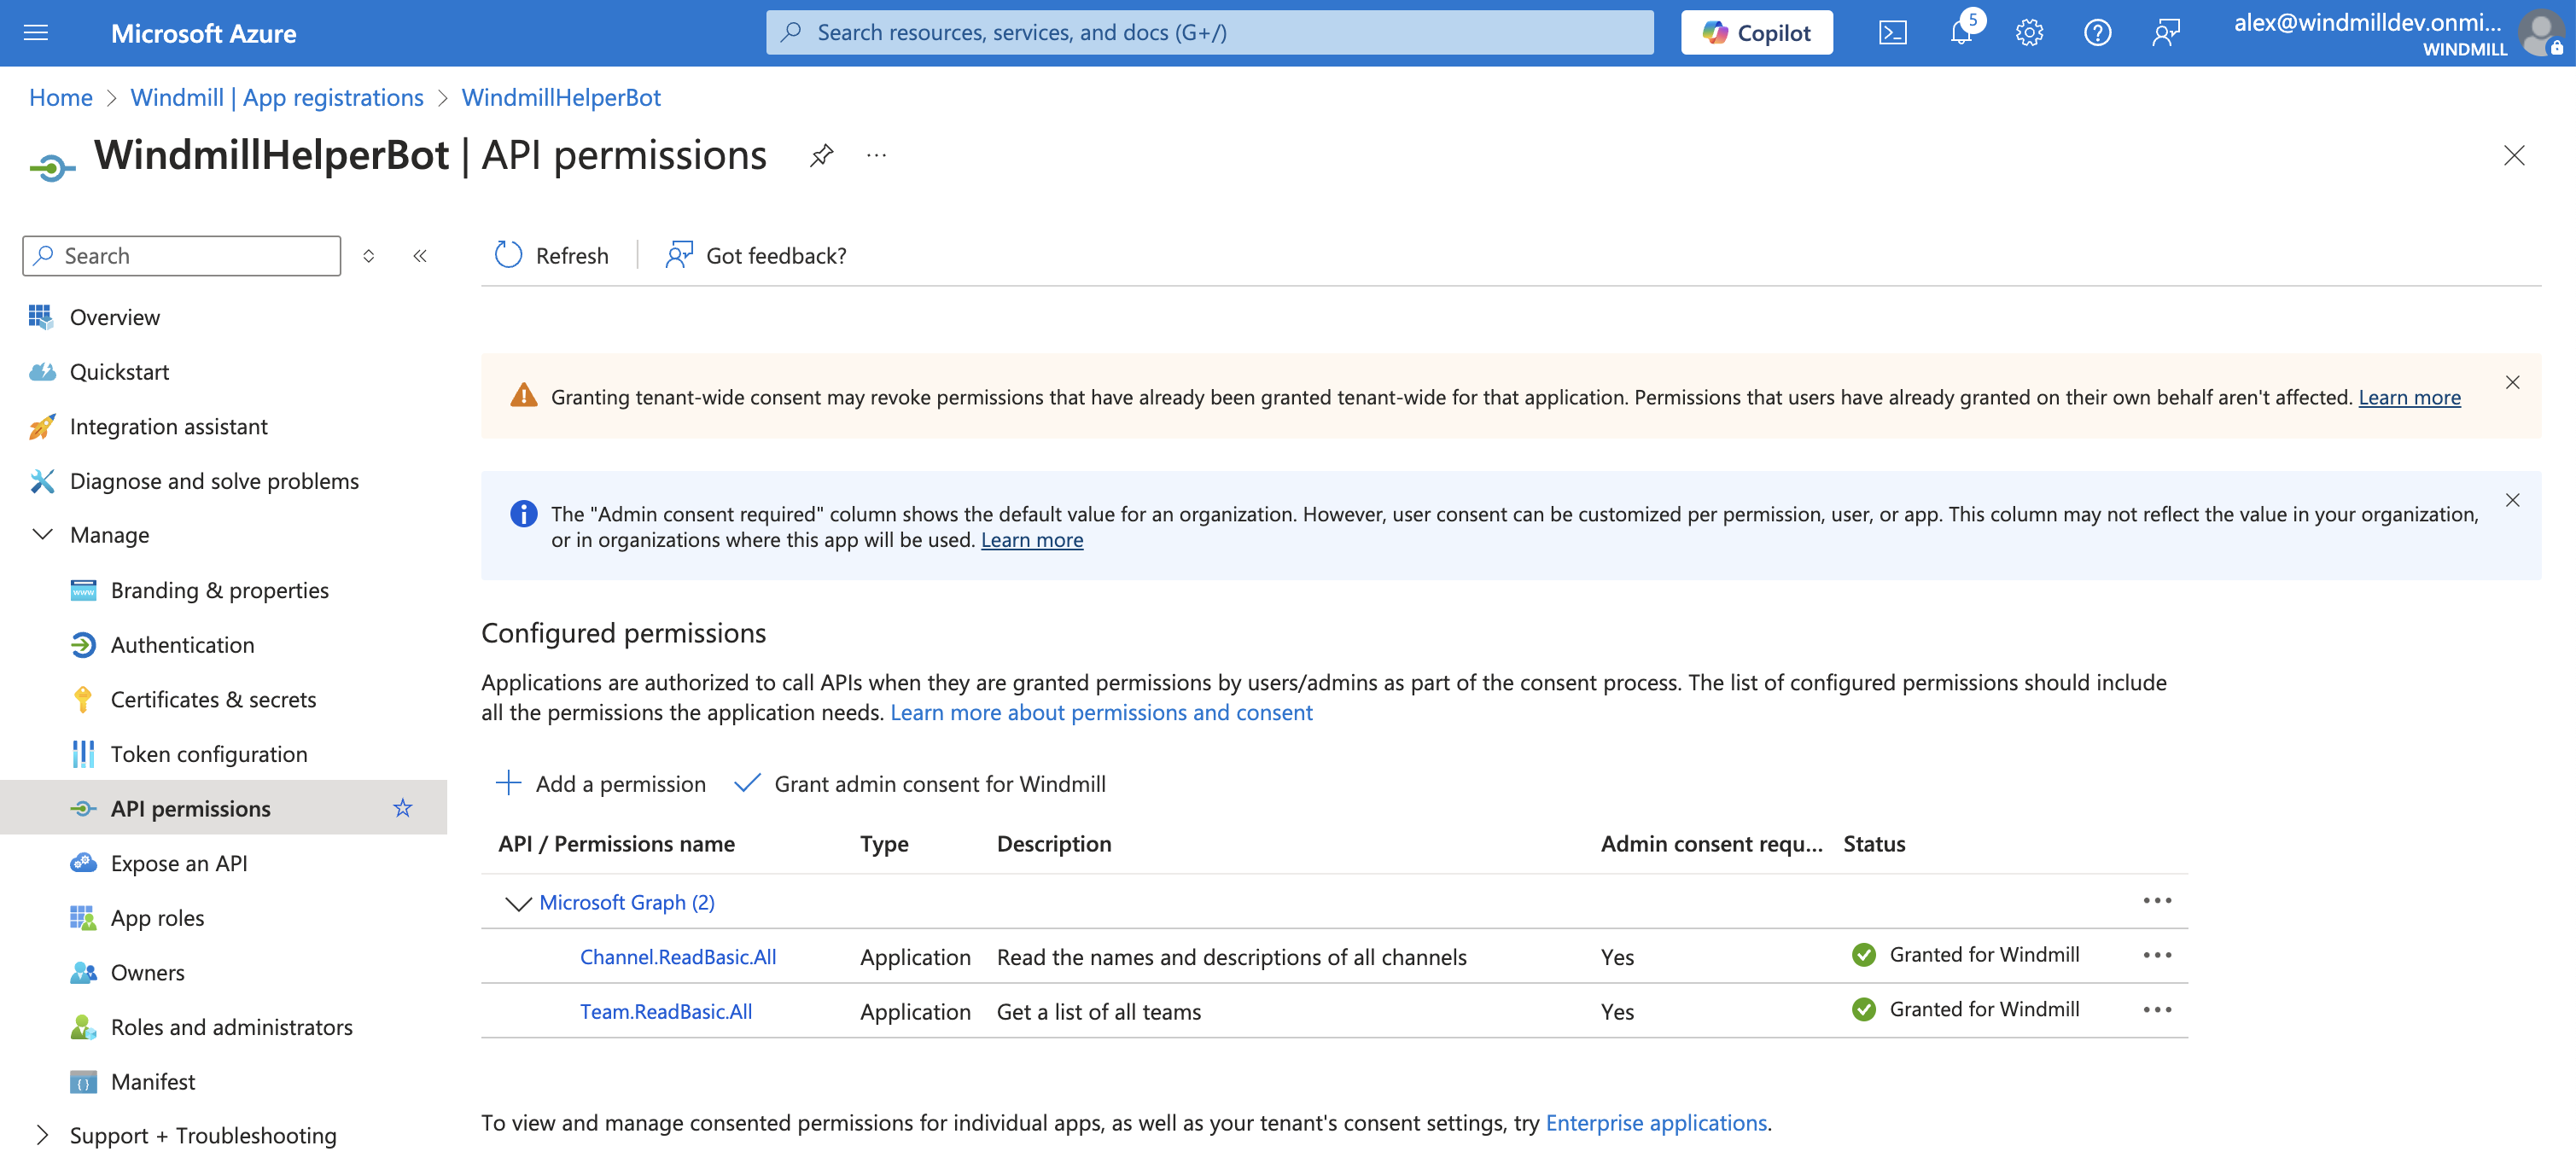 Microsoft Azure
Search resources, services, and docs (G+/)
Copilot
5
alex@windmilldev.onmi...
WINDMILL
Home > Windmill | App registrations > WindmillHelperBot
WindmillHelperBot | API permissions
Search
Refresh
Got feedback?
Overview
Quickstart
Integration assistant
Diagnose and solve problems
Manage
Branding & properties
Authentication
Certificates & secrets
Token configuration
API permissions
Expose an API
App roles
Owners
Roles and administrators
Manifest
Support + Troubleshooting
Granting tenant-wide consent may revoke permissions that have already been granted tenant-wide for that application. Permissions that users have already granted on their own behalf aren't affected. Learn more
The "Admin consent required" column shows the default value for an organization. However, user consent can be customized per permission, user, or app. This column may not reflect the value in your organization,
or in organizations where this app will be used. Learn more
Configured permissions
Applications are authorized to call APIs when they are granted permissions by users/admins as part of the consent process. The list of configured permissions should include
all the permissions the application needs. Learn more about permissions and consent
Add a permission
Grant admin consent for Windmill
API / Permissions name Type Description Admin consent requ... Status
Microsoft Graph (2)
Channel.ReadBasic.All Application Read the names and descriptions of all channels Yes Granted for Windmill
Team.ReadBasic.All Application Get a list of all teams Yes Granted for Windmill
To view and manage consented permissions for individual apps, as well as your tenant's consent settings, try Enterprise applications.